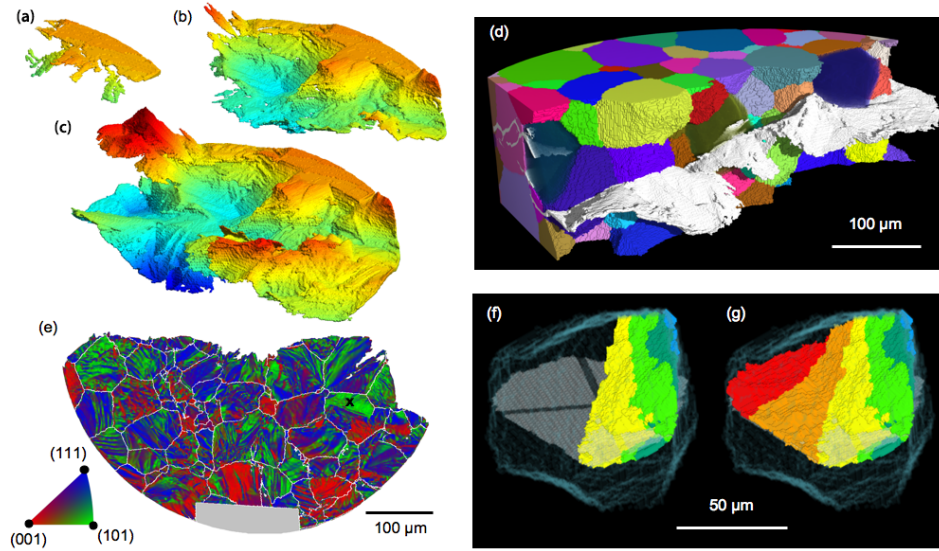 (a)
(b)
(c)
(d)
100 µm
(e)
x
(111)
(001)
(101)
100 µm
(f)
(g)
50 µm